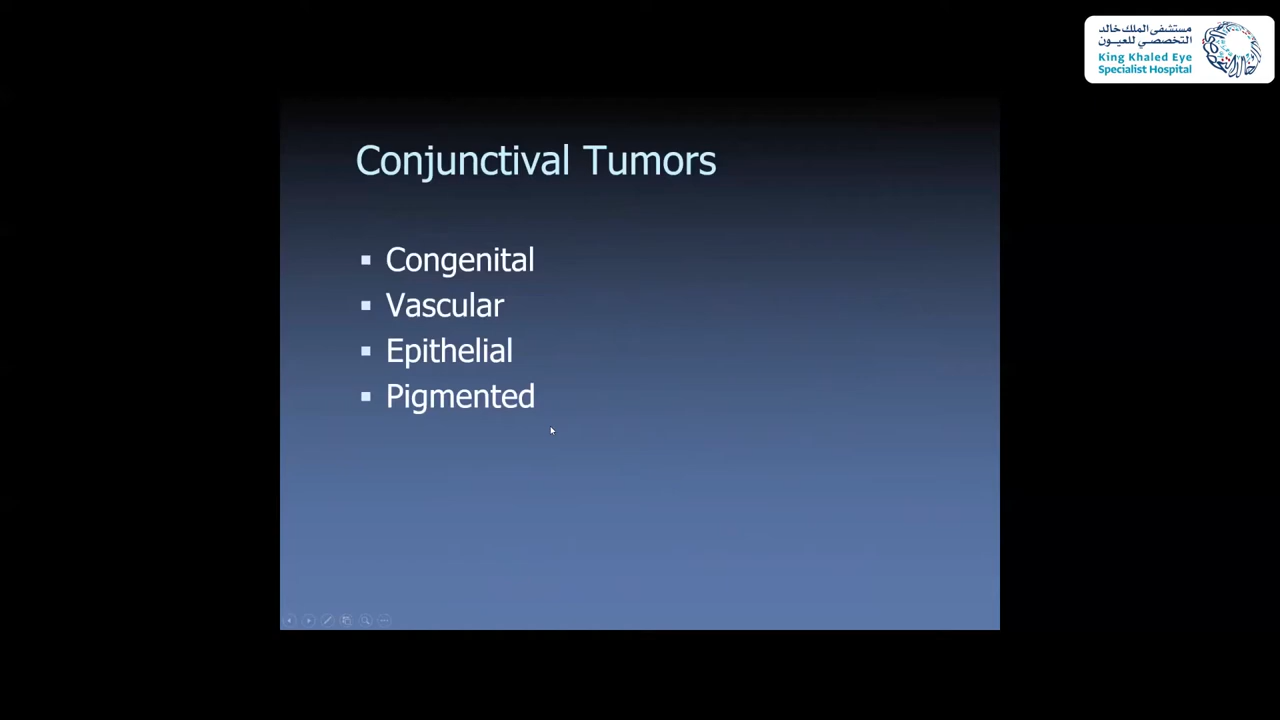 مستشفى الملك خالد
التخصصي للعيون
King Khaled Eye
Specialist Hospital
Conjunctival Tumors
Congenital
Vascular
Epithelial
Pigmented